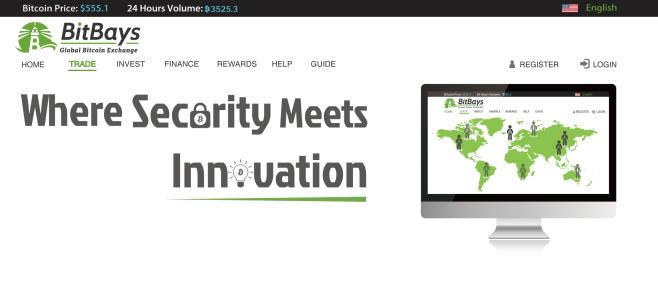 Bitcoin Price: $555.1 24 Hours Volume: ฿3525.3 English
BitBays
Global Bitcoin Exchange
HOME TRADE INVEST FINANCE REWARDS HELP GUIDE REGISTER LOGIN
Where Security Meets
Innovation
BitBays